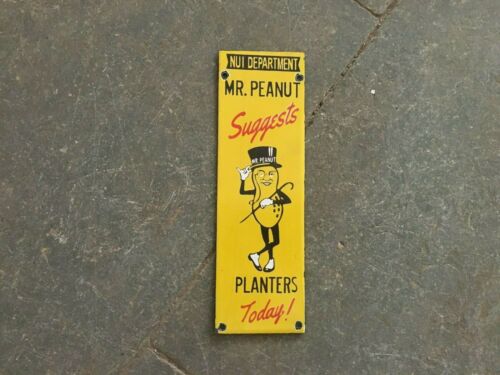 NUT DEPARTMENT
MR. PEANUT
Suggests
MR. PEANUT
PLANTERS
Today!